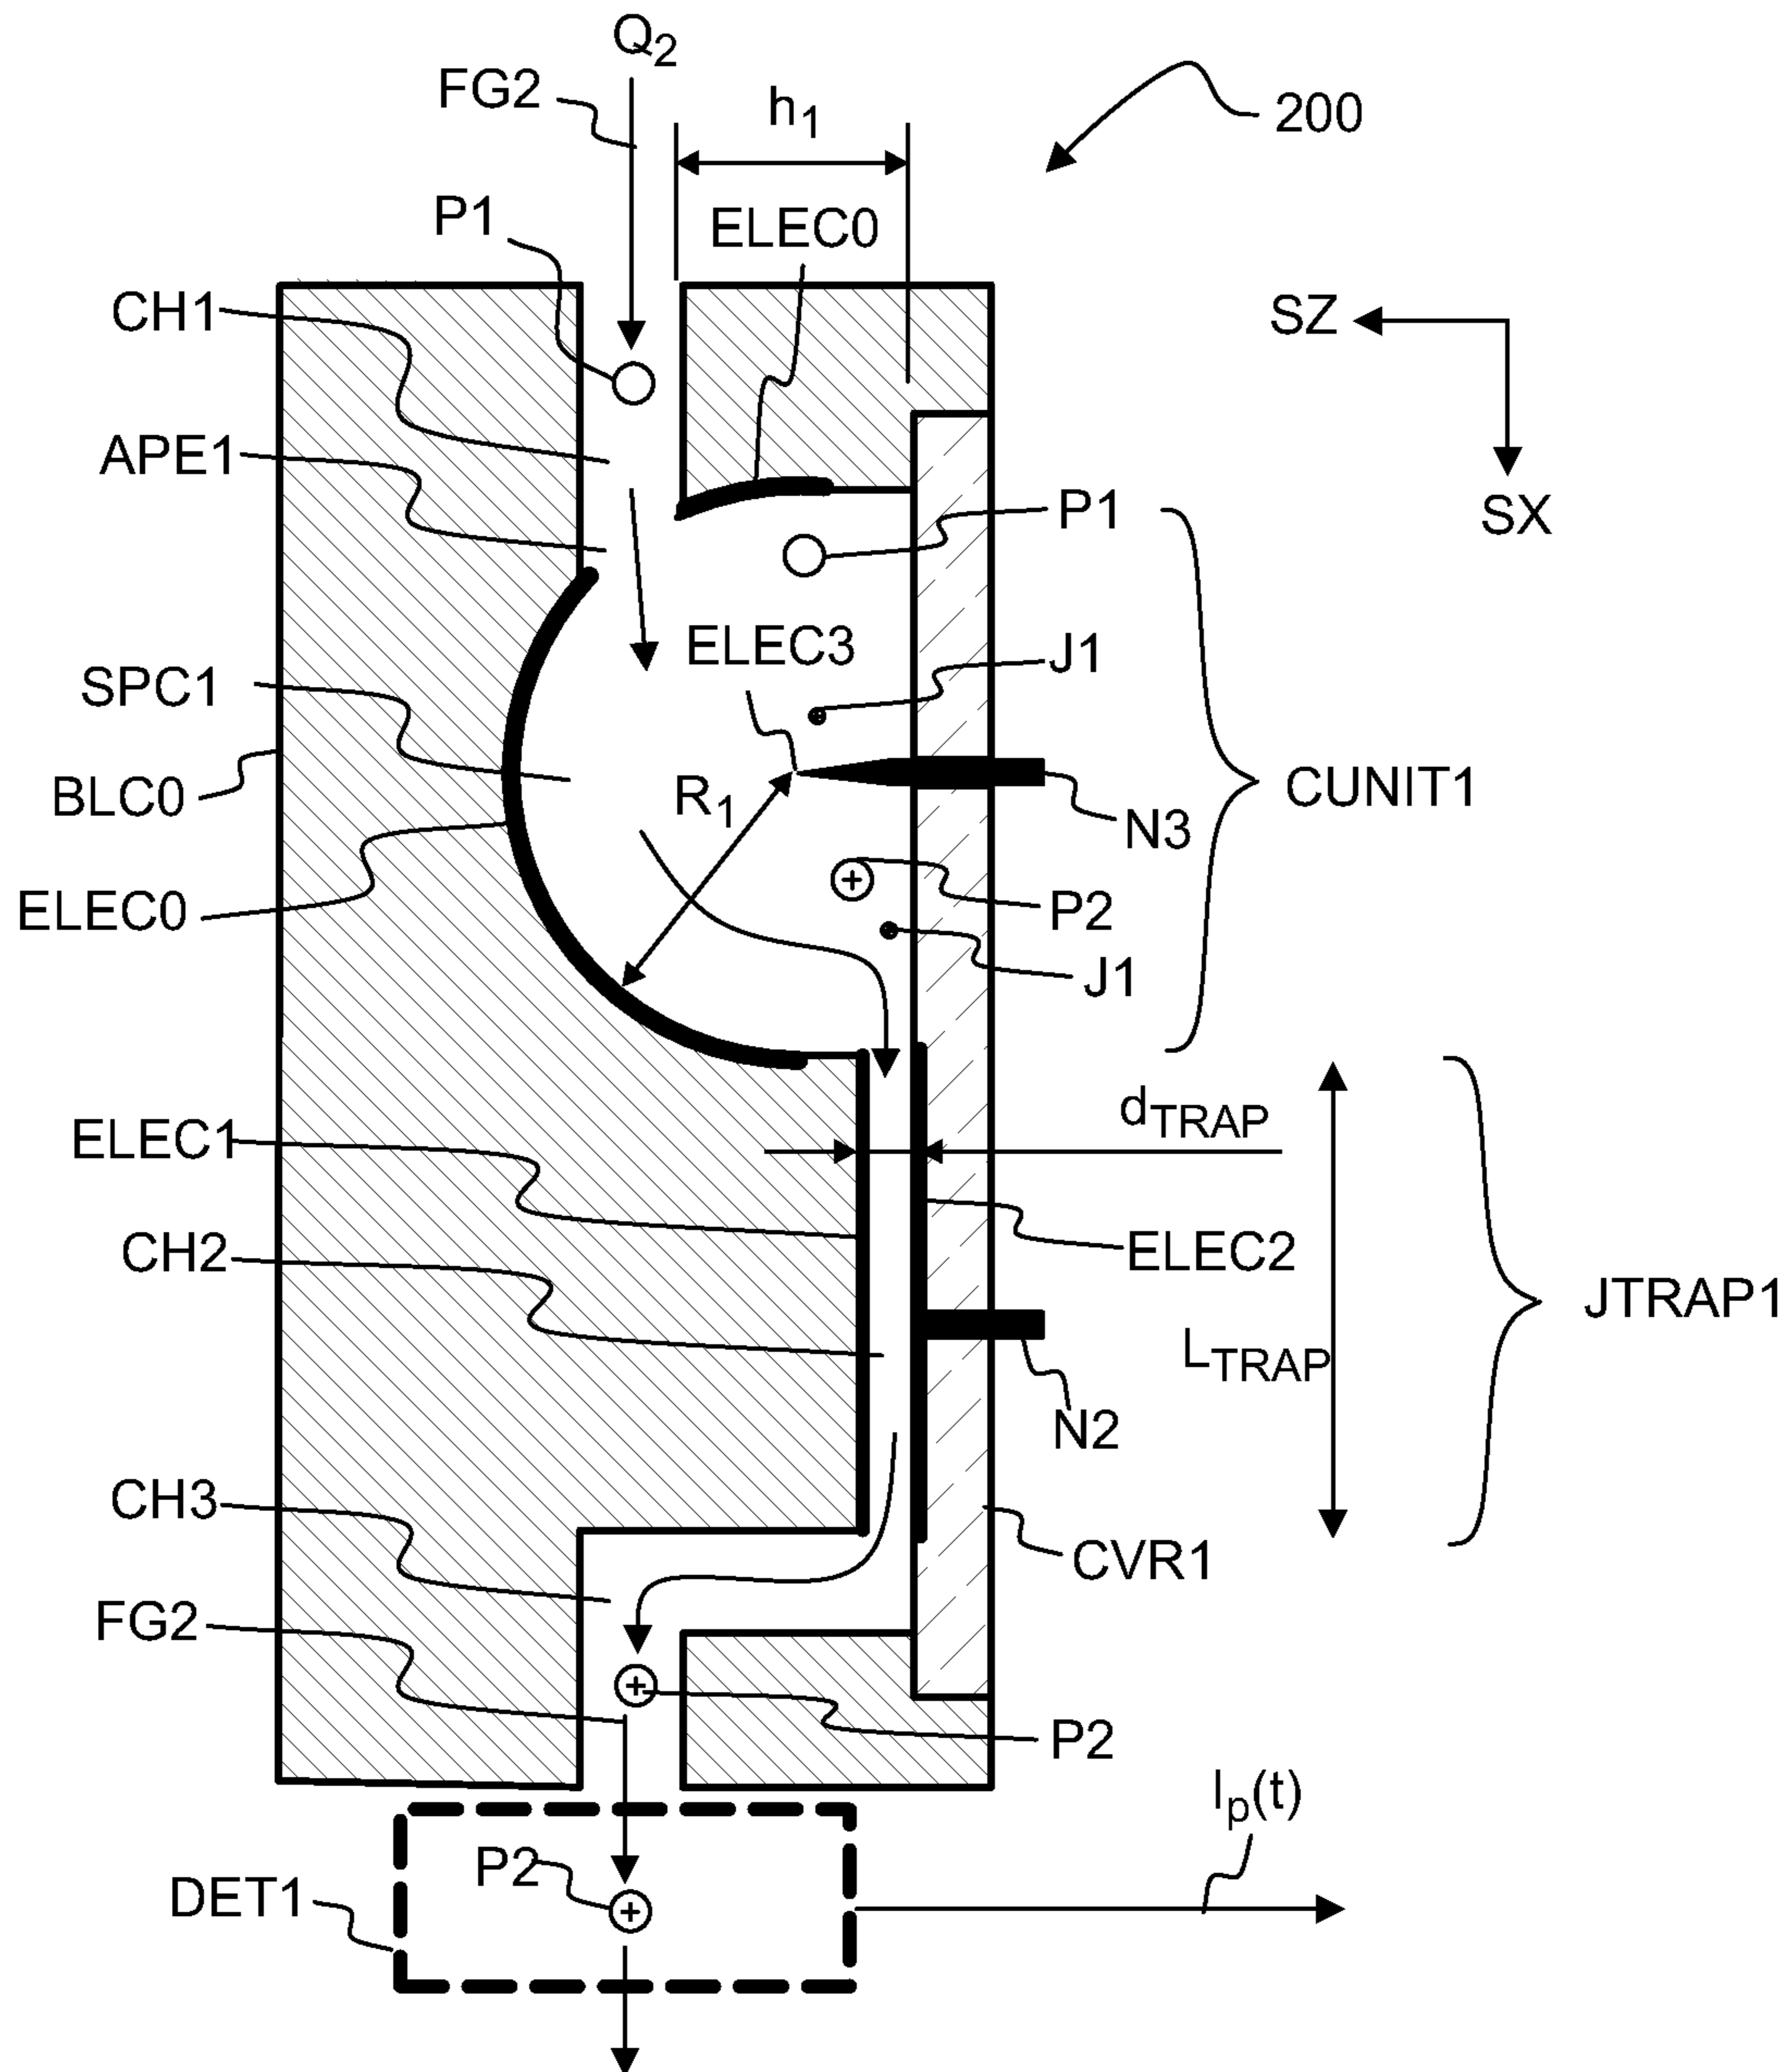 Q2
FG2
h1
200
P1
ELEC0
CH1
SZ
APE1
P1
SX
ELEC3
J1
SPC1
R1
CUNIT1
BLC0
N3
ELEC0
P2
J1
dTRAP
ELEC1
CH2
ELEC2
JTRAP1
LTRAP
N2
CH3
CVR1
FG2
P2
Ip(t)
P2
DET1